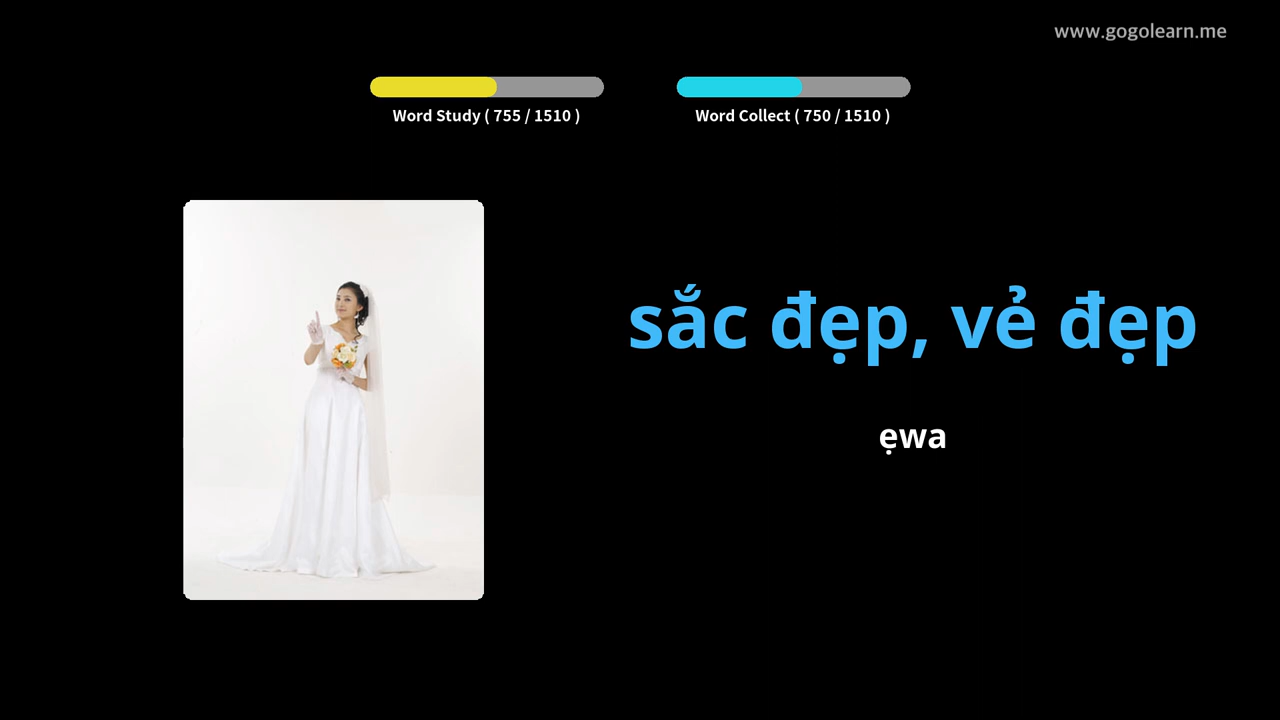 www.gogolearn.me
Word Study ( 755 / 1510 )
Word Collect ( 750 / 1510 )
sắc đẹp, vẻ đẹp
ẹwa